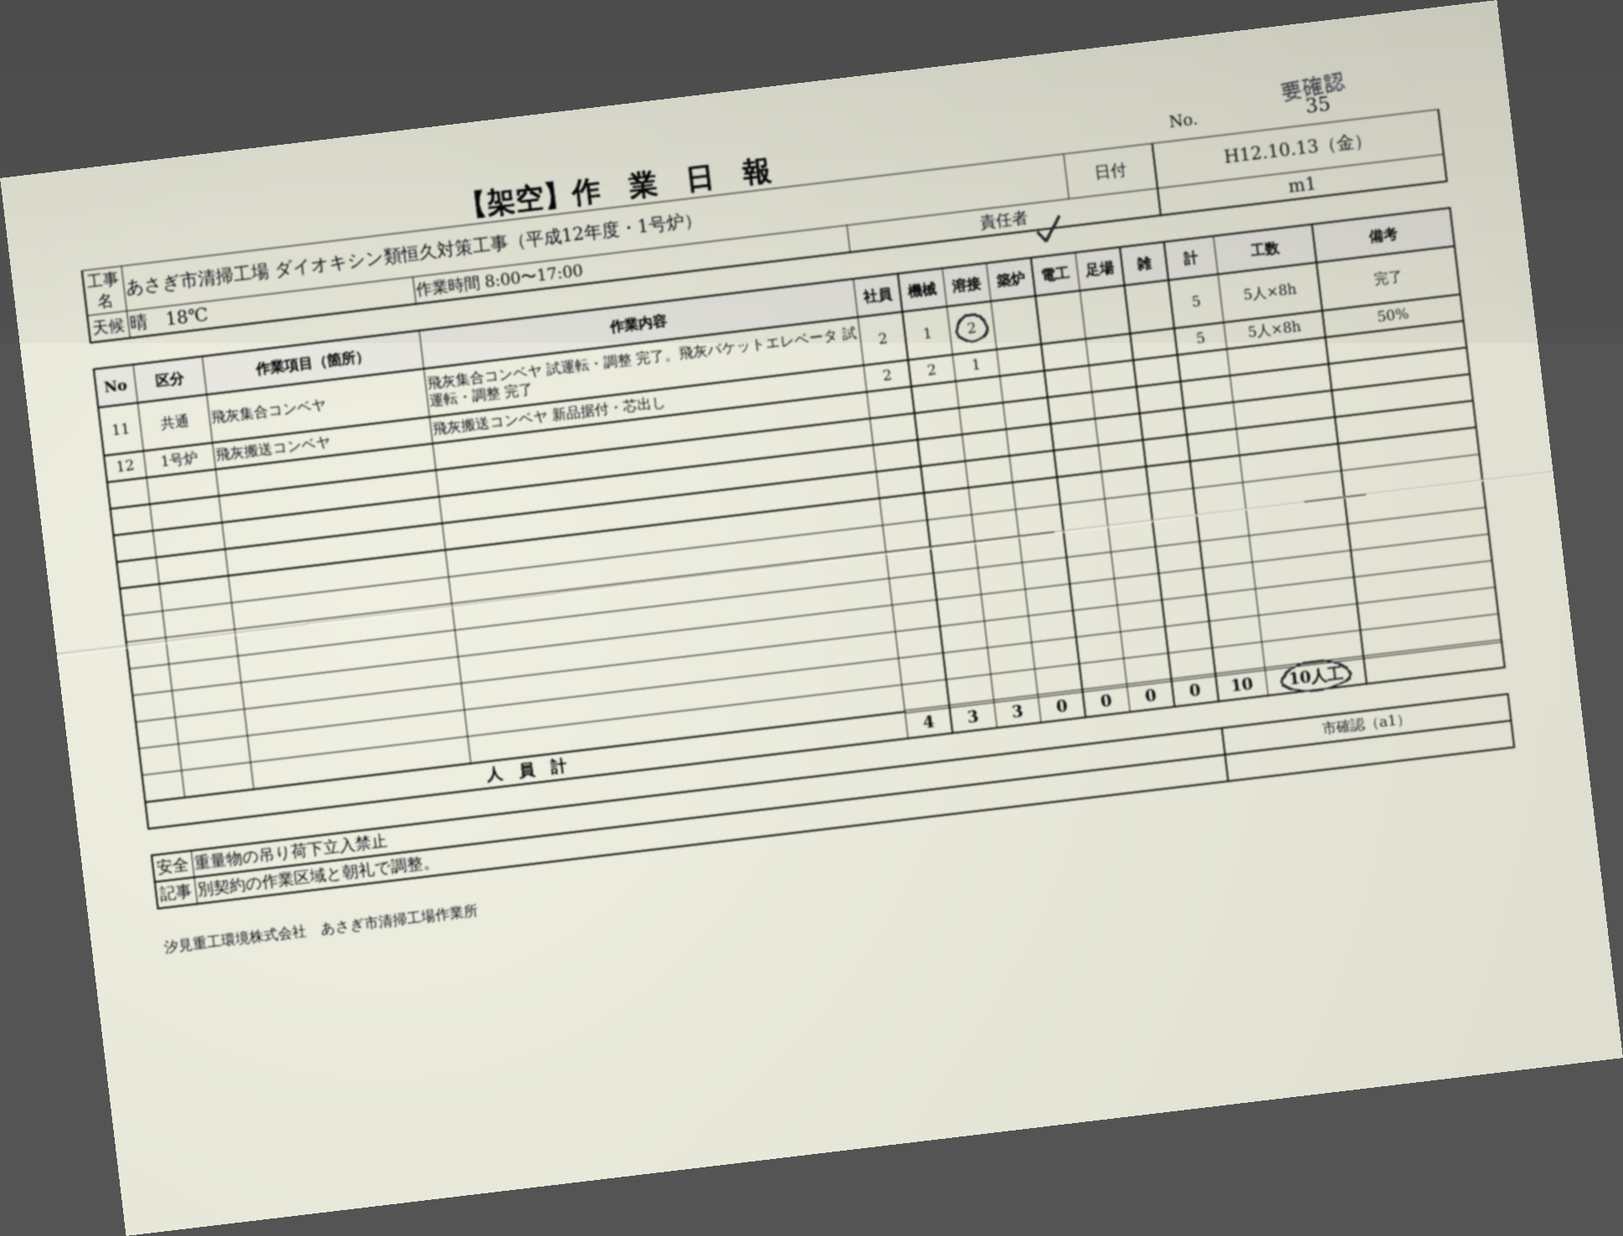 要確認
No. 35
【架空】作 業 日 報
工事名 あさぎ市清掃工場 ダイオキシン類恒久対策工事（平成12年度・1号炉） 日付 H12.10.13（金）
天候 晴 18℃ 作業時間 8:00〜17:00 責任者 m1
No 区分 作業項目（箇所） 作業内容 社員 機械 溶接 築炉 電工 足場 雑 計 工数 備考
11 共通 飛灰集合コンベヤ 飛灰集合コンベヤ 試運転・調整 完了。飛灰バケットエレベータ 試運転・調整 完了 2 1 2 5 5人×8h 完了
12 1号炉 飛灰搬送コンベヤ 飛灰搬送コンベヤ 新品据付・芯出し 2 2 1 5 5人×8h 50%
人 員 計 4 3 3 0 0 0 0 10 10人工
安全 重量物の吊り荷下立入禁止 市確認（a1）
記事 別契約の作業区域と朝礼で調整。
汐見重工環境株式会社 あさぎ市清掃工場作業所